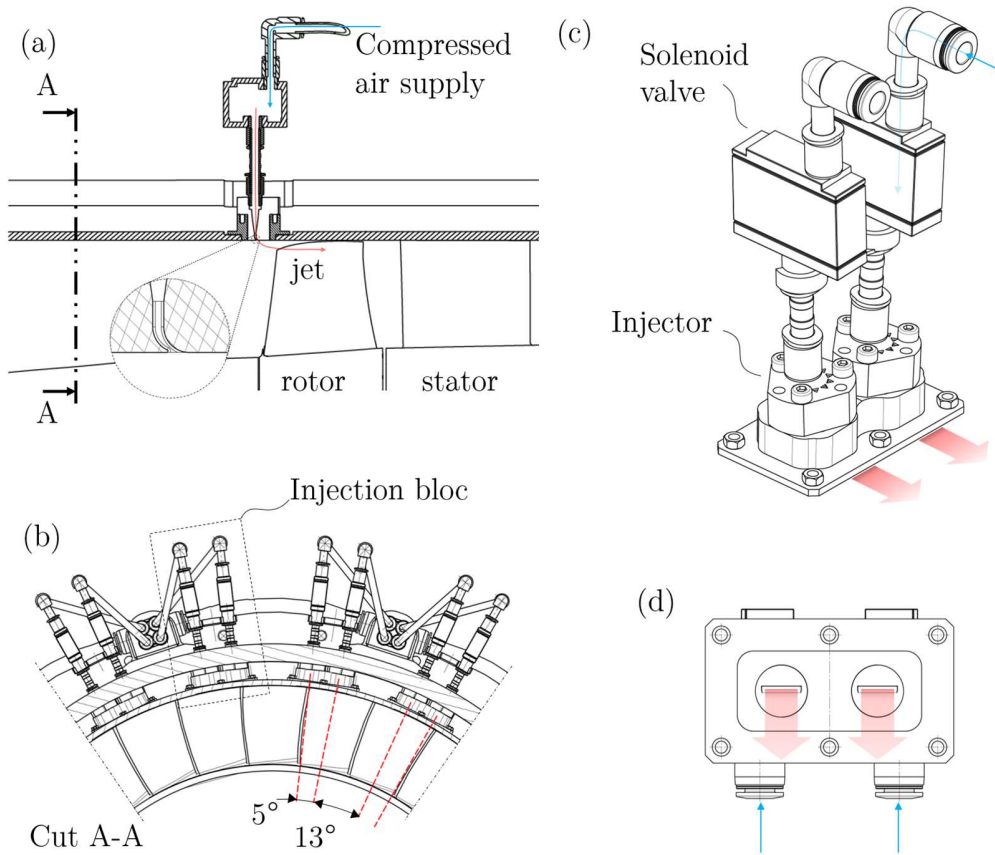 (a)
Compressed
air supply
A
A
jet
rotor
stator
(c)
Solenoid
valve
Injector
Injection bloc
(b)
5°
13°
Cut A-A
(d)